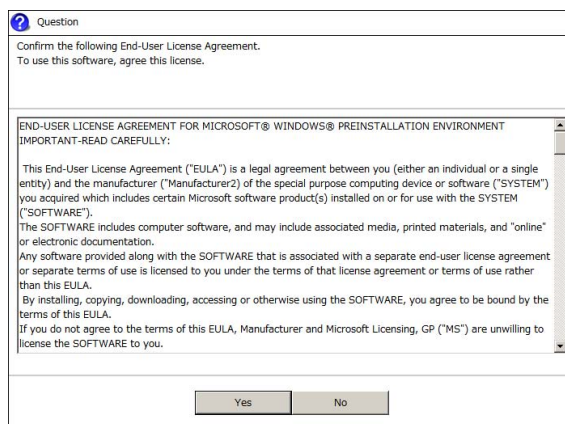 Question
Confirm the following End-User License Agreement.
To use this software, agree this license.
END-USER LICENSE AGREEMENT FOR MICROSOFT® WINDOWS® PREINSTALLATION ENVIRONMENT
IMPORTANT-READ CAREFULLY:
This End-User License Agreement ("EULA") is a legal agreement between you (either an individual or a single
entity) and the manufacturer ("Manufacturer2) of the special purpose computing device or software ("SYSTEM")
you acquired which includes certain Microsoft software product(s) installed on or for use with the SYSTEM
("SOFTWARE").
The SOFTWARE includes computer software, and may include associated media, printed materials, and "online"
or electronic documentation.
Any software provided along with the SOFTWARE that is associated with a separate end-user license agreement
or separate terms of use is licensed to you under the terms of that license agreement or terms of use rather
than this EULA.
By installing, copying, downloading, accessing or otherwise using the SOFTWARE, you agree to be bound by the
terms of this EULA.
If you do not agree to the terms of this EULA, Manufacturer and Microsoft Licensing, GP ("MS") are unwilling to
license the SOFTWARE to you.
Yes No